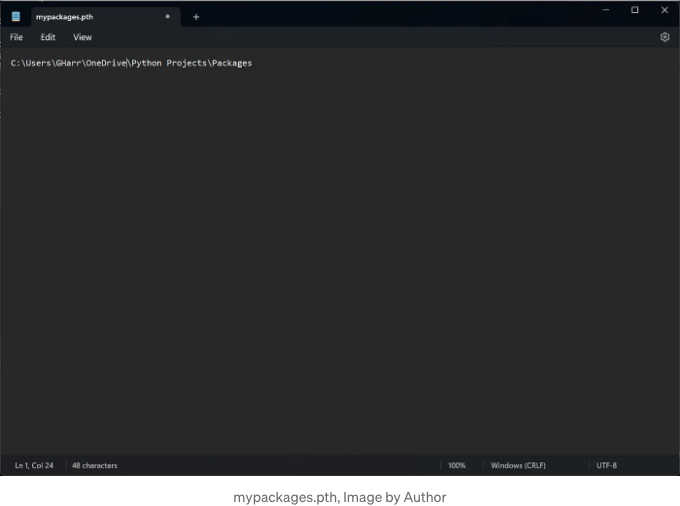 mypackages.pth
File Edit View
C:\Users\GHarr\OneDrive\Python Projects\Packages
Ln 1, Col 24 48 characters 100% Windows (CRLF) UTF-8
mypackages.pth, Image by Author